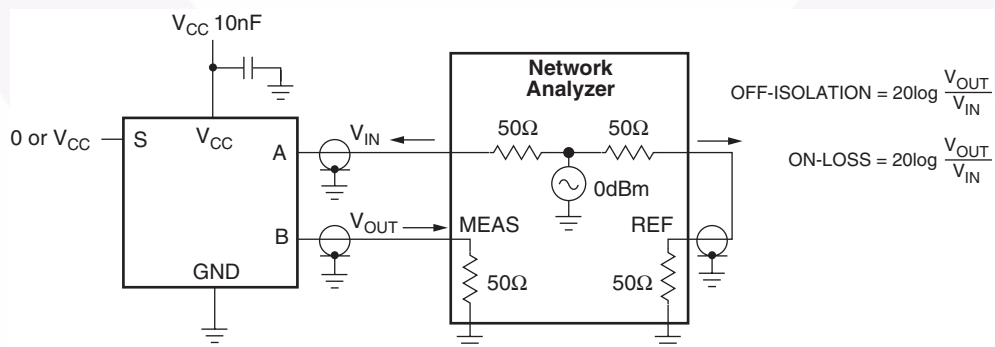 VCC 10nF
Network
Analyzer
OFF-ISOLATION = 20log VOUT
VIN
0 or VCC
S
VCC
A
VIN
50Ω
50Ω
ON-LOSS = 20log VOUT
VIN
0dBm
B
VOUT
MEAS
REF
GND
50Ω
50Ω